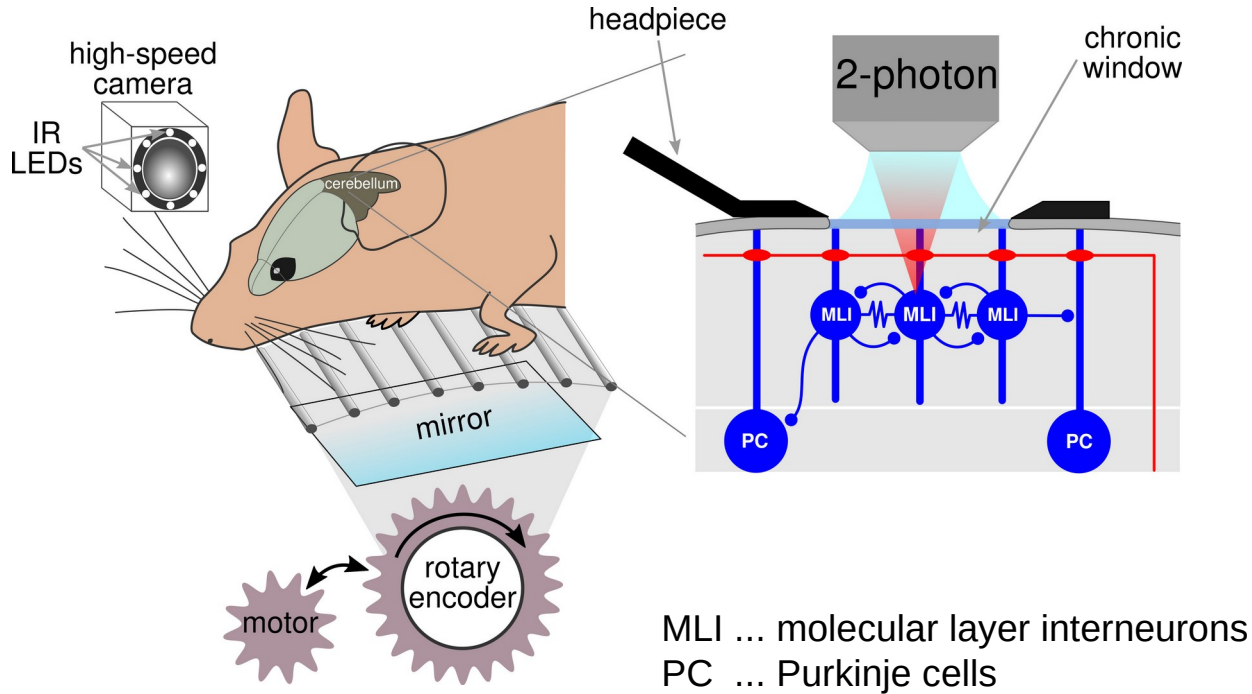 high-speed
camera
IR
LEDs
cerebellum
mirror
rotary
encoder
motor
headpiece
2-photon
chronic
window
MLI
MLI
MLI
PC
PC
MLI ... molecular layer interneurons
PC ... Purkinje cells